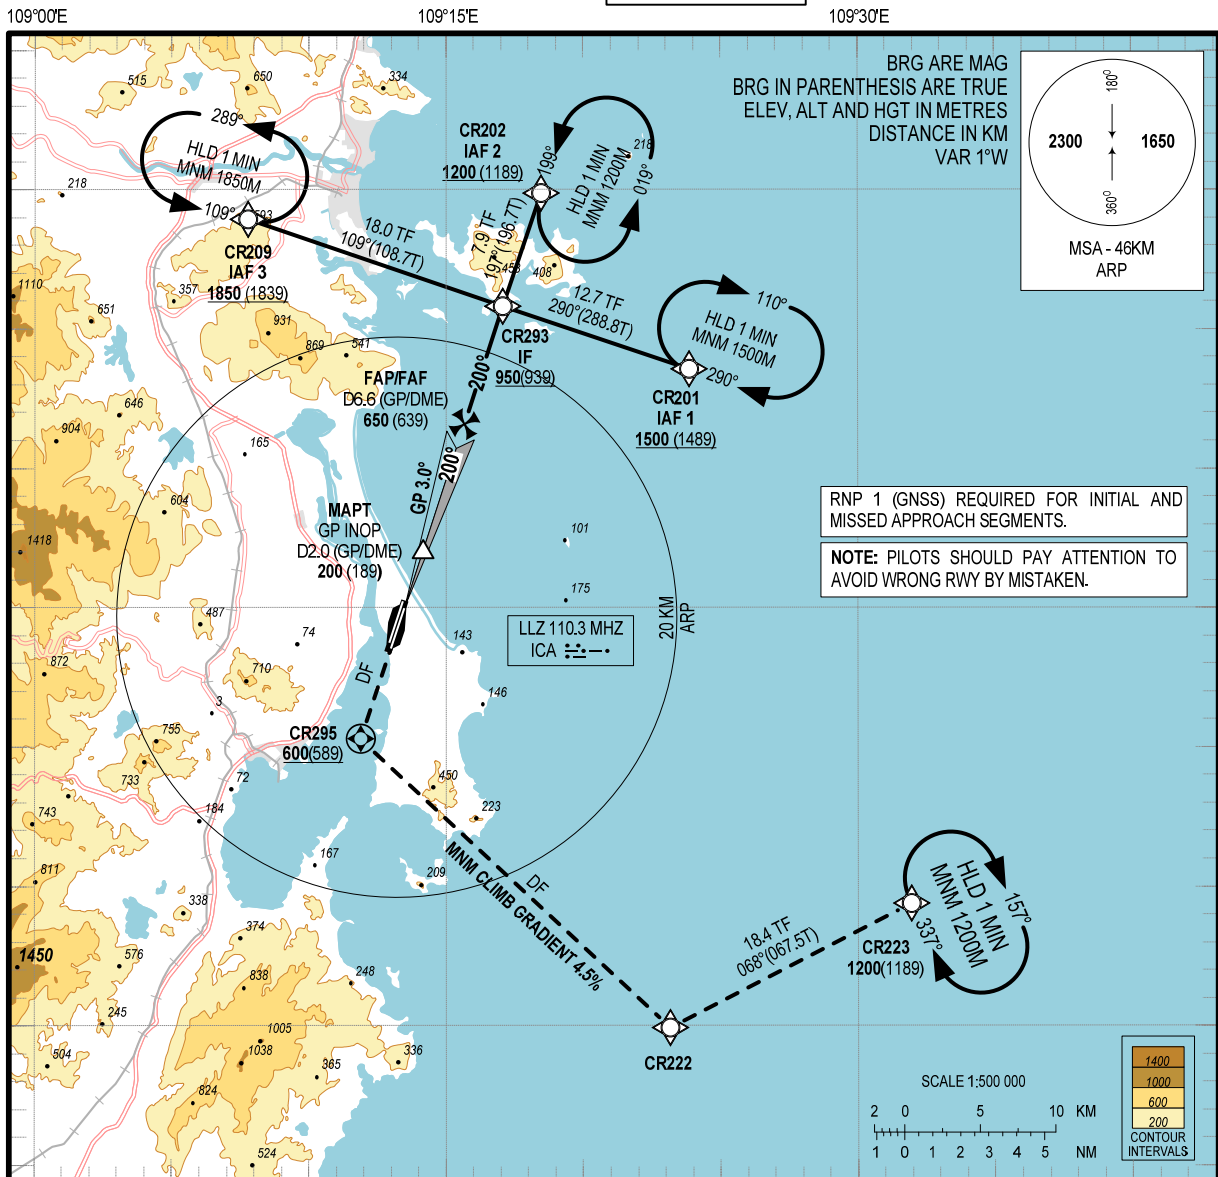 109°00'E
109°15'E
109°30'E
BRG ARE MAG
BRG IN PARENTHESIS ARE TRUE
ELEV, ALT AND HGT IN METRES
DISTANCE IN KM
VAR 1°W
180°
2300
1650
360°
MSA - 46KM
ARP
515
650
334
218
289°
HLD 1 MIN
MNM 1850M
109°
593
CR209
IAF 3
1850 (1839)
18.0 TF
109°(108.7T)
CR202
IAF 2
1200 (1189)
199°
HLD 1 MIN
MNM 1200M
019°
218
7.9 TF
197°(196.7T)
453
408
12.7 TF
290°(288.8T)
110°
HLD 1 MIN
MNM 1500M
290°
CR201
IAF 1
1500 (1489)
CR293
IF
950(939)
200°
1110
651
357
931
869
541
FAP/FAF
D6.6 (GP/DME)
650 (639)
646
904
165
200°
GP 3.0°
604
1418
MAPT
GP INOP
D2.0 (GP/DME)
200 (189)
101
175
RNP 1 (GNSS) REQUIRED FOR INITIAL AND
MISSED APPROACH SEGMENTS.
NOTE: PILOTS SHOULD PAY ATTENTION TO
AVOID WRONG RWY BY MISTAKEN.
487
74
LLZ 110.3 MHZ
ICA
20 KM
ARP
143
872
710
DF
146
3
CR295
600(589)
755
733
72
450
743
184
223
167
209
811
338
MNM CLIMB GRADIENT 4.5%
DF
374
1450
576
838
248
245
1005
1038
504
365
336
824
524
18.4 TF
068°(067.5T)
CR223
1200(1189)
337°
HLD 1 MIN
MNM 1200M
157°
CR222
SCALE 1:500 000
2 0 5 10 KM
1 0 1 2 3 4 5 NM
1400
1000
600
200
CONTOUR
INTERVALS